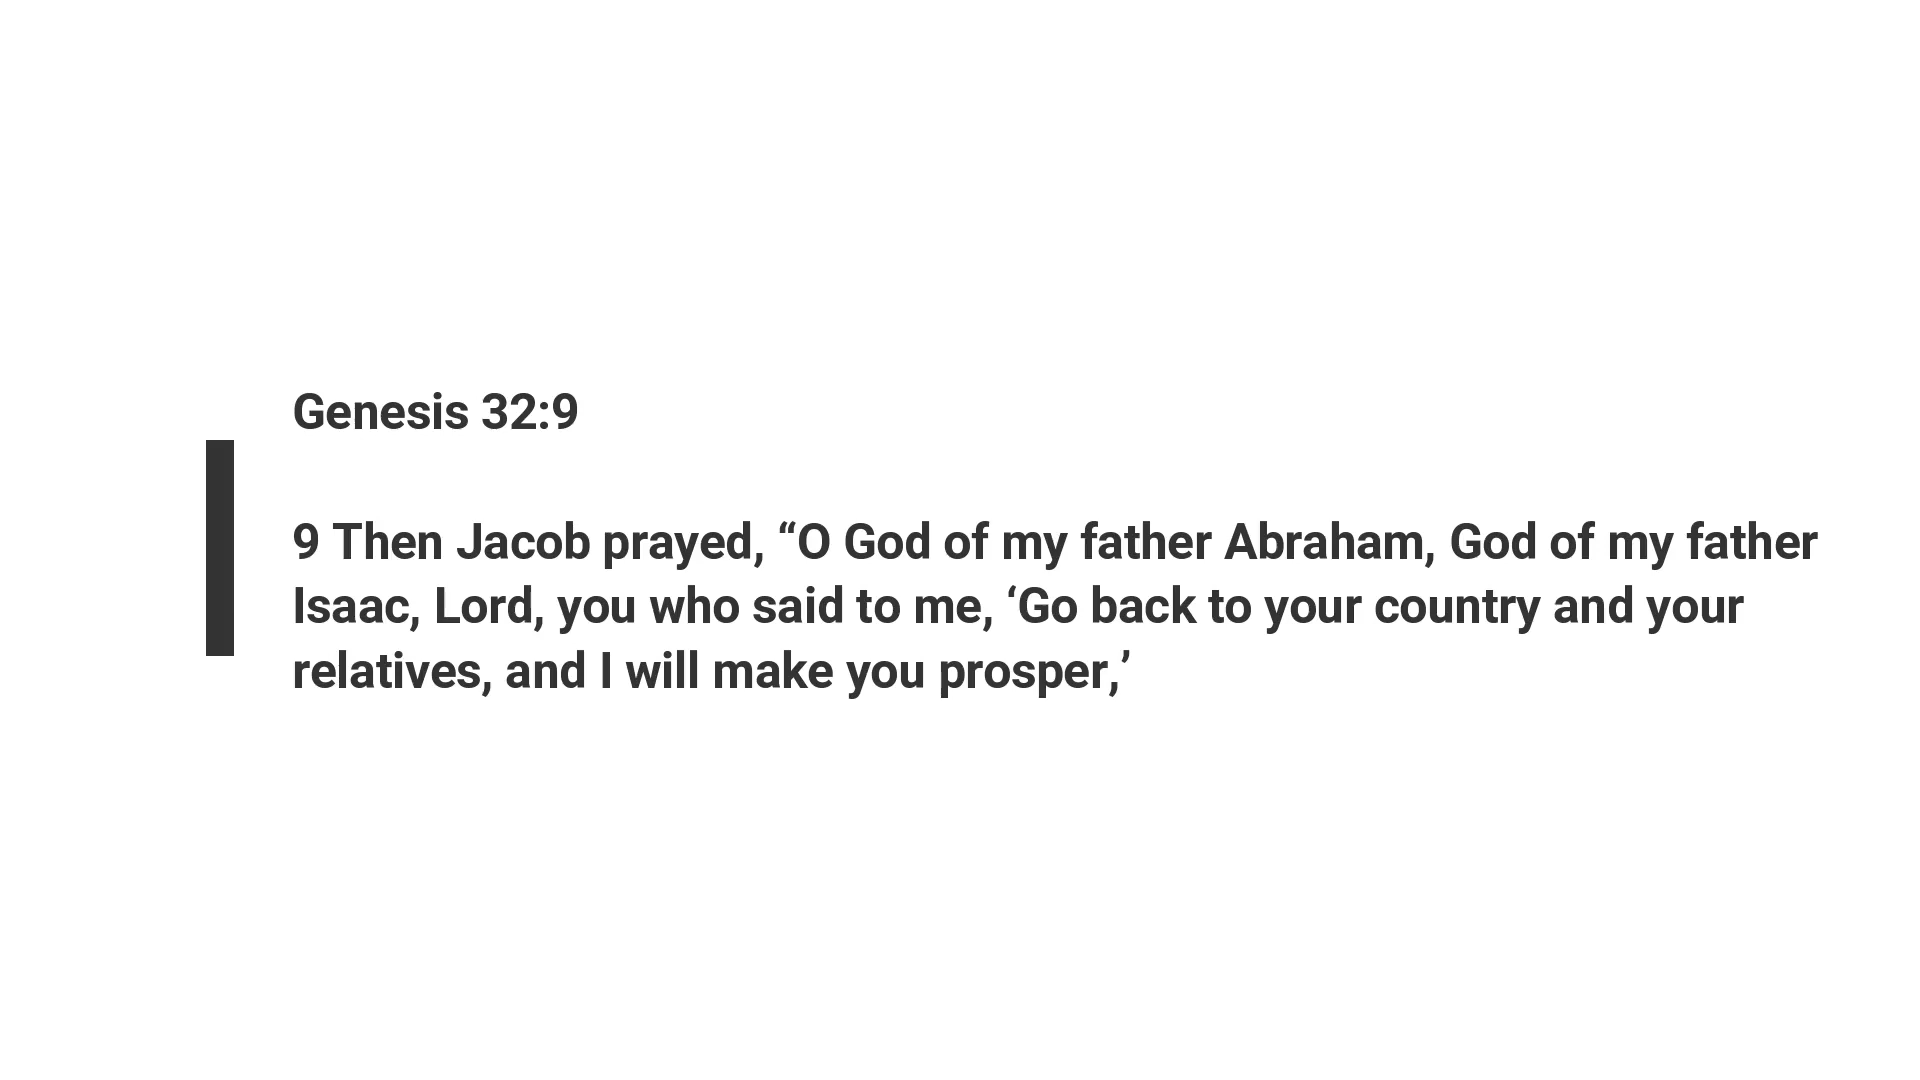 Genesis 32:9
9 Then Jacob prayed, “O God of my father Abraham, God of my father
Isaac, Lord, you who said to me, ‘Go back to your country and your
relatives, and I will make you prosper,’